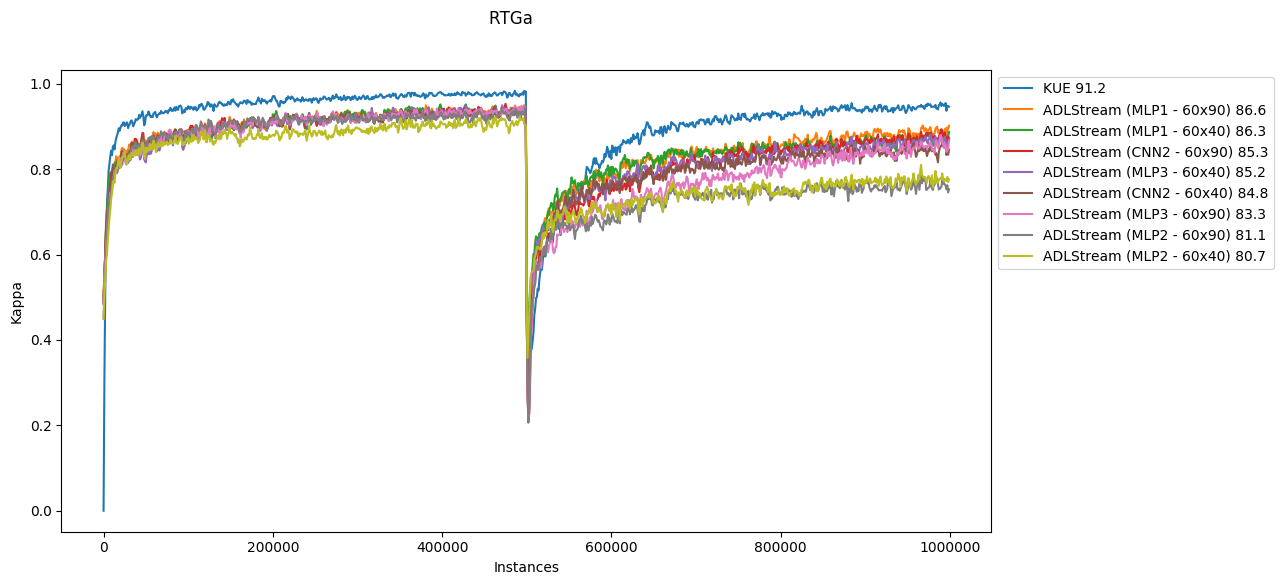 RTGa
1.0
0.8
0.6
0.4
0.2
0.0
Kappa
0
200000
400000
600000
800000
1000000
Instances
KUE 91.2
ADLStream (MLP1 - 60x90) 86.6
ADLStream (MLP1 - 60x40) 86.3
ADLStream (CNN2 - 60x90) 85.3
ADLStream (MLP3 - 60x40) 85.2
ADLStream (CNN2 - 60x40) 84.8
ADLStream (MLP3 - 60x90) 83.3
ADLStream (MLP2 - 60x90) 81.1
ADLStream (MLP2 - 60x40) 80.7